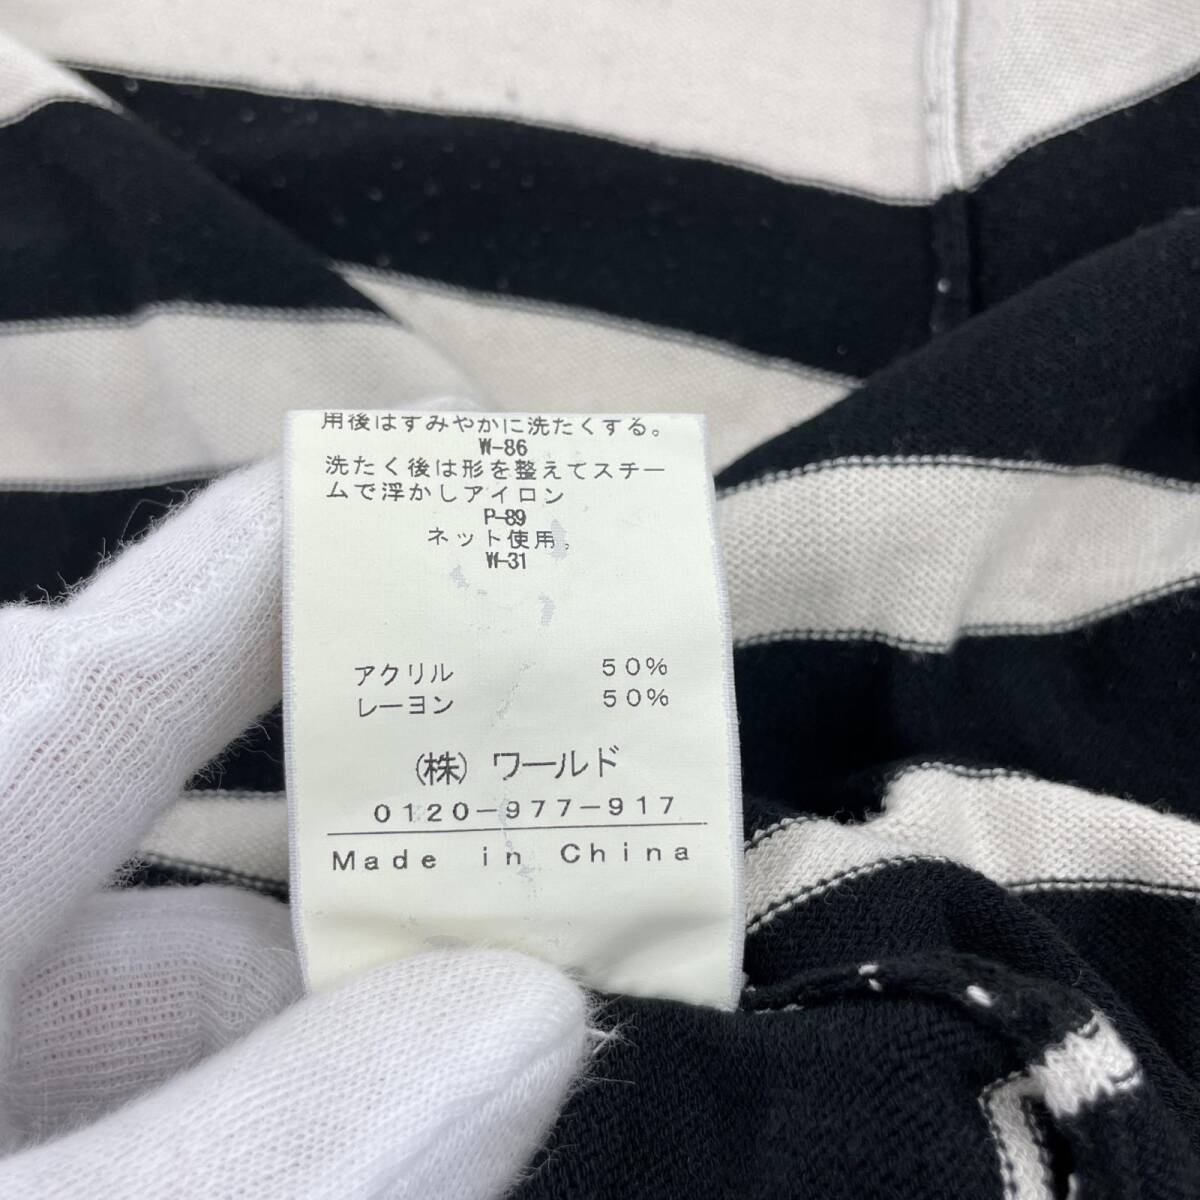 用後はすみやかに洗たくする。
W-86
洗たく後は形を整えてスチー
ムで浮かしアイロン
P-89
ネット使用。
W-31
アクリル 50%
レーヨン 50%
(株) ワールド
0120-977-917
Made in China